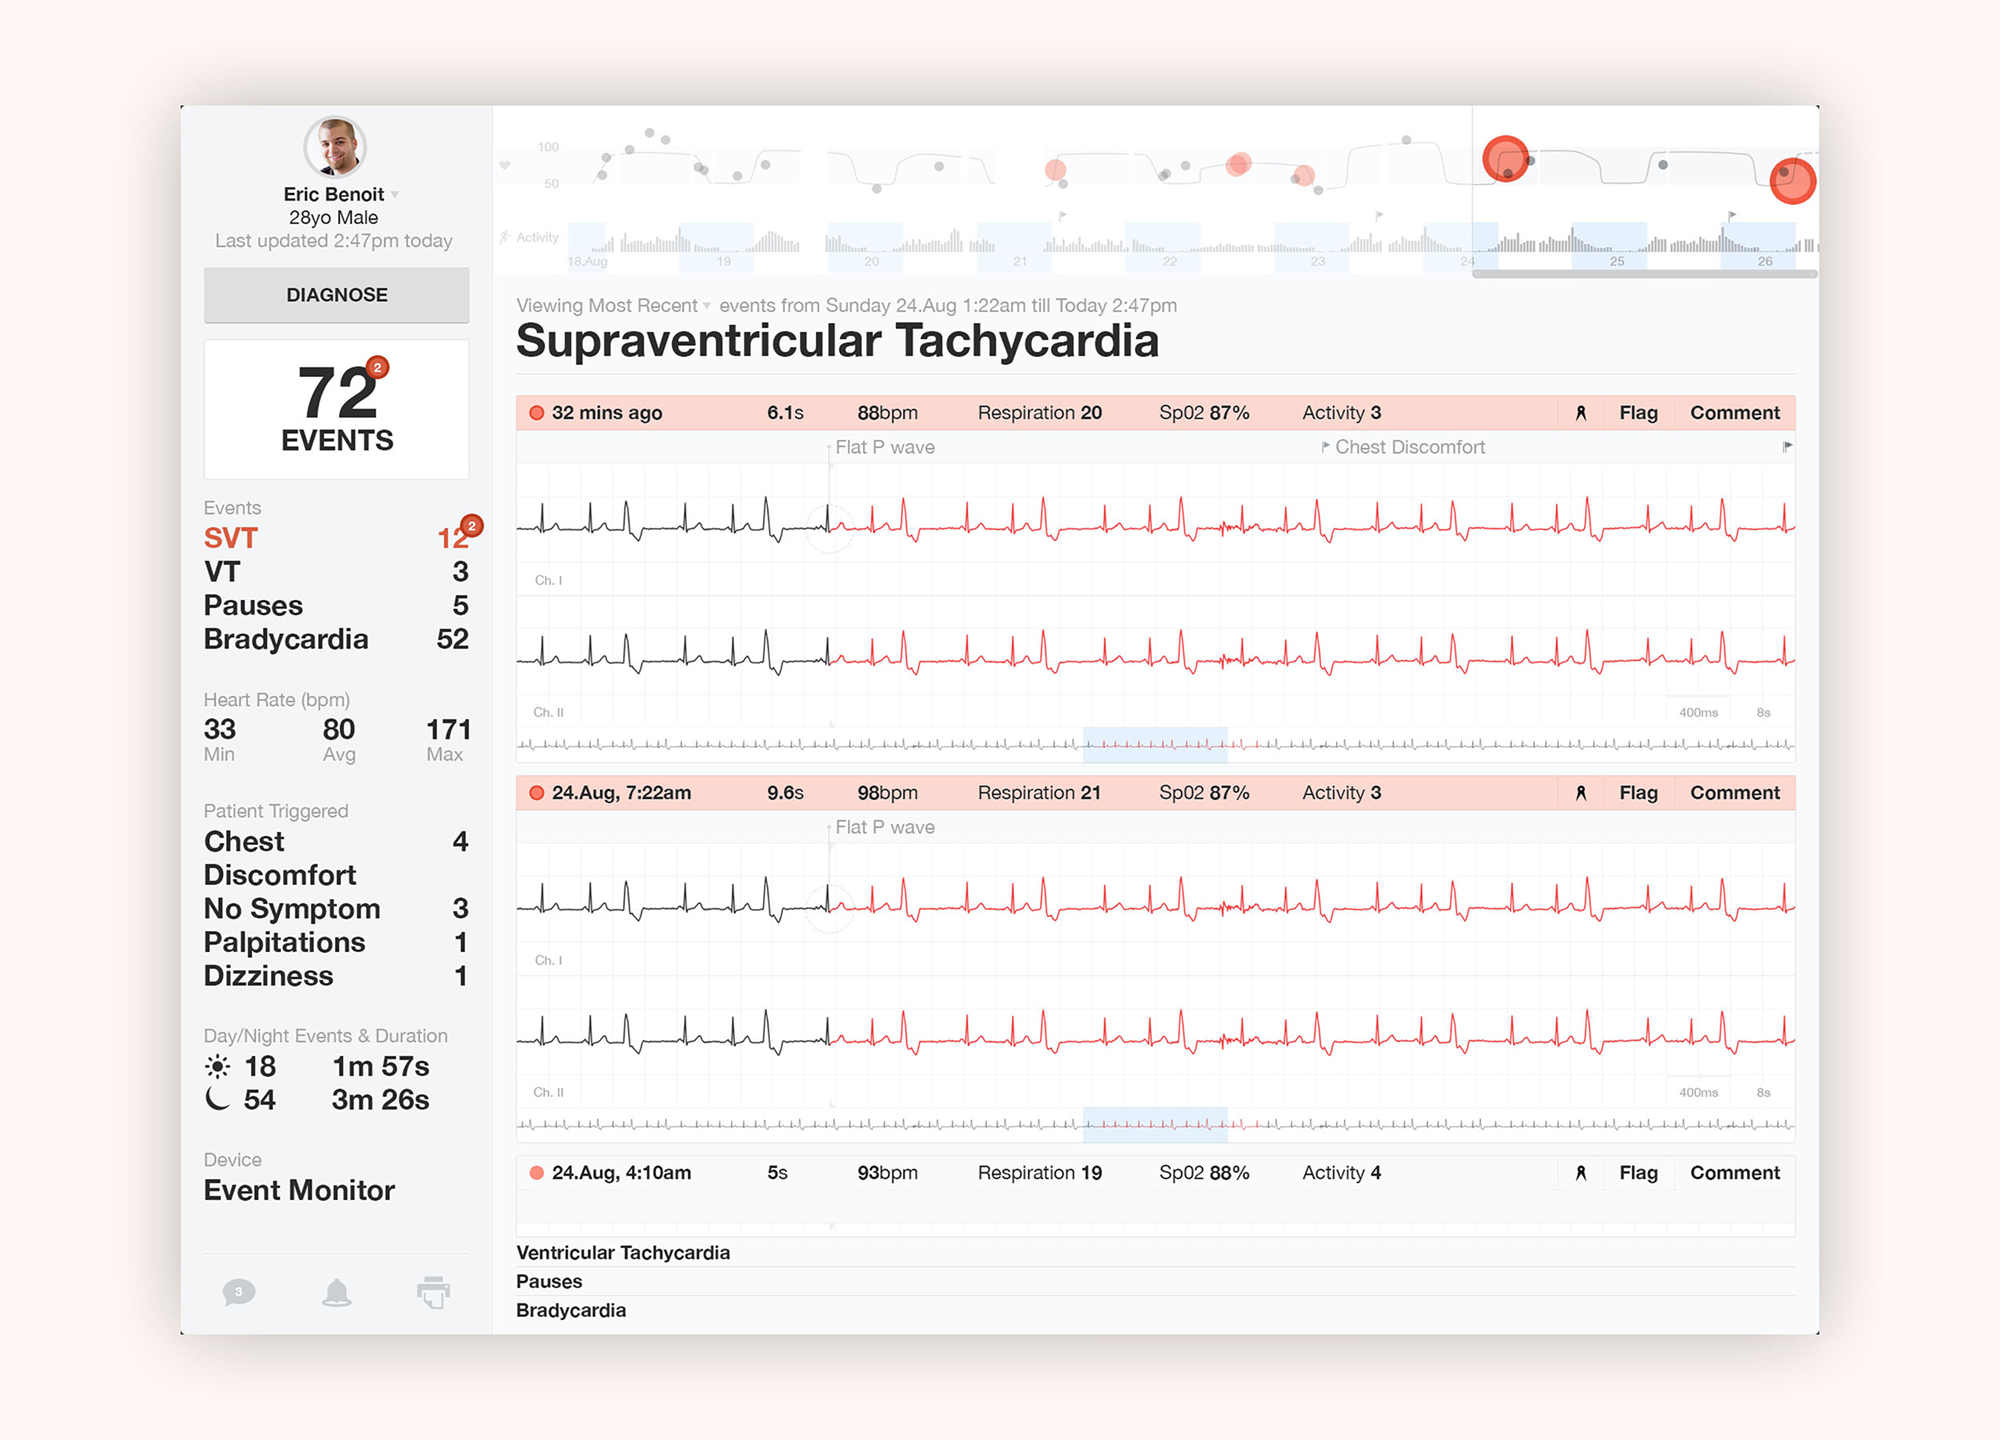 Eric Benoit
28yo Male
Last updated 2:47pm today
DIAGNOSE
72 2
EVENTS
Events
SVT 12 2
VT 3
Pauses 5
Bradycardia 52
Heart Rate (bpm)
33 80 171
Min Avg Max
Patient Triggered
Chest 4
Discomfort
No Symptom 3
Palpitations 1
Dizziness 1
Day/Night Events & Duration
18 1m 57s
54 3m 26s
Device
Event Monitor
3
100
50
Activity
18.Aug 19 20 21 22 23 24 25 26
Viewing Most Recent events from Sunday 24.Aug 1:22am till Today 2:47pm
Supraventricular Tachycardia
32 mins ago 6.1s 88bpm Respiration 20 Sp02 87% Activity 3 Flag Comment
Flat P wave Chest Discomfort
Ch. I
Ch. II 400ms 8s
24.Aug, 7:22am 9.6s 98bpm Respiration 21 Sp02 87% Activity 3 Flag Comment
Flat P wave
Ch. I
Ch. II 400ms 8s
24.Aug, 4:10am 5s 93bpm Respiration 19 Sp02 88% Activity 4 Flag Comment
Ventricular Tachycardia
Pauses
Bradycardia